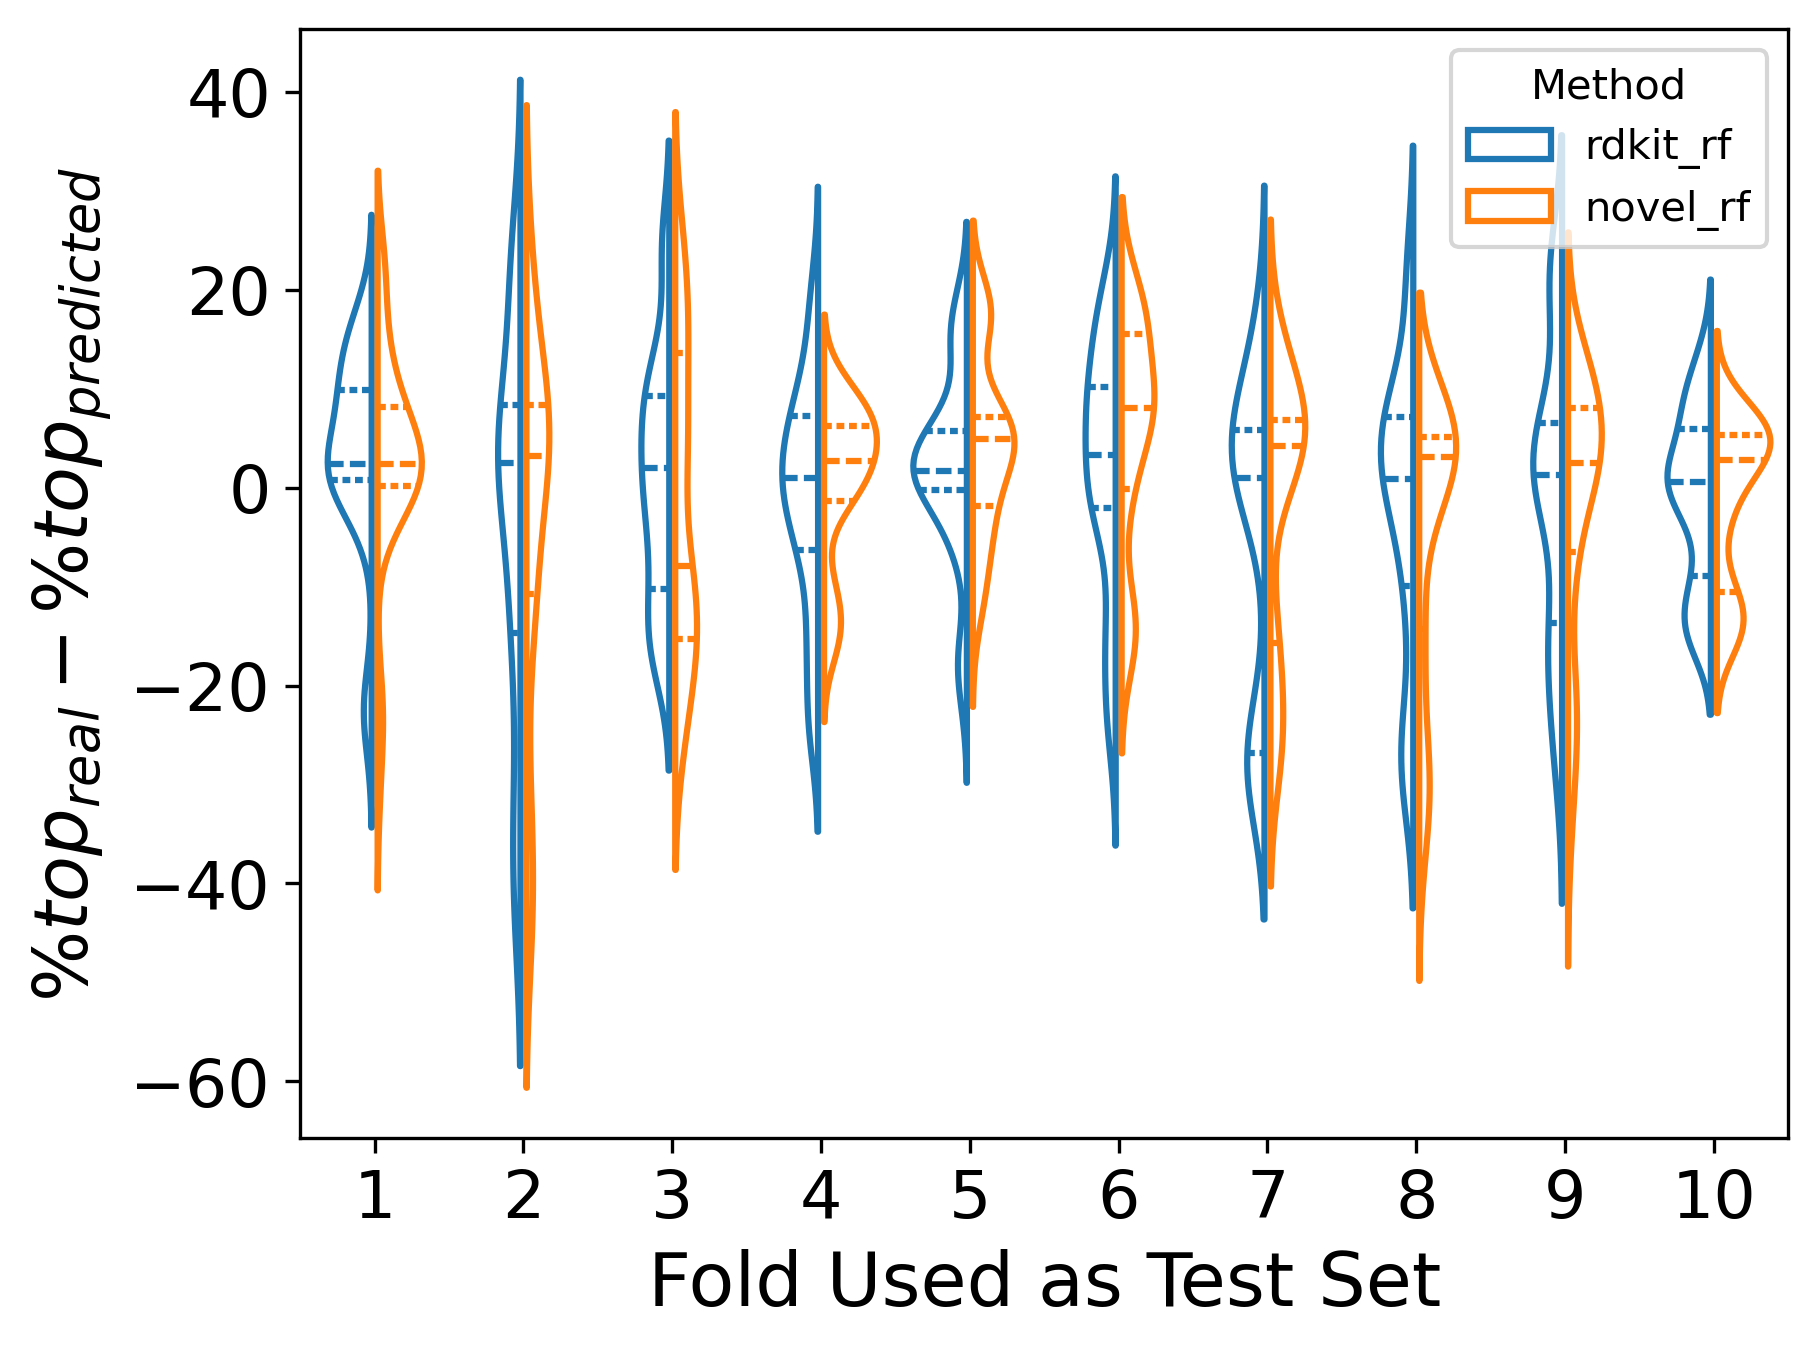 %top_real − %top_predicted
40
20
0
−20
−40
−60
Method
rdkit_rf
novel_rf
1 2 3 4 5 6 7 8 9 10
Fold Used as Test Set